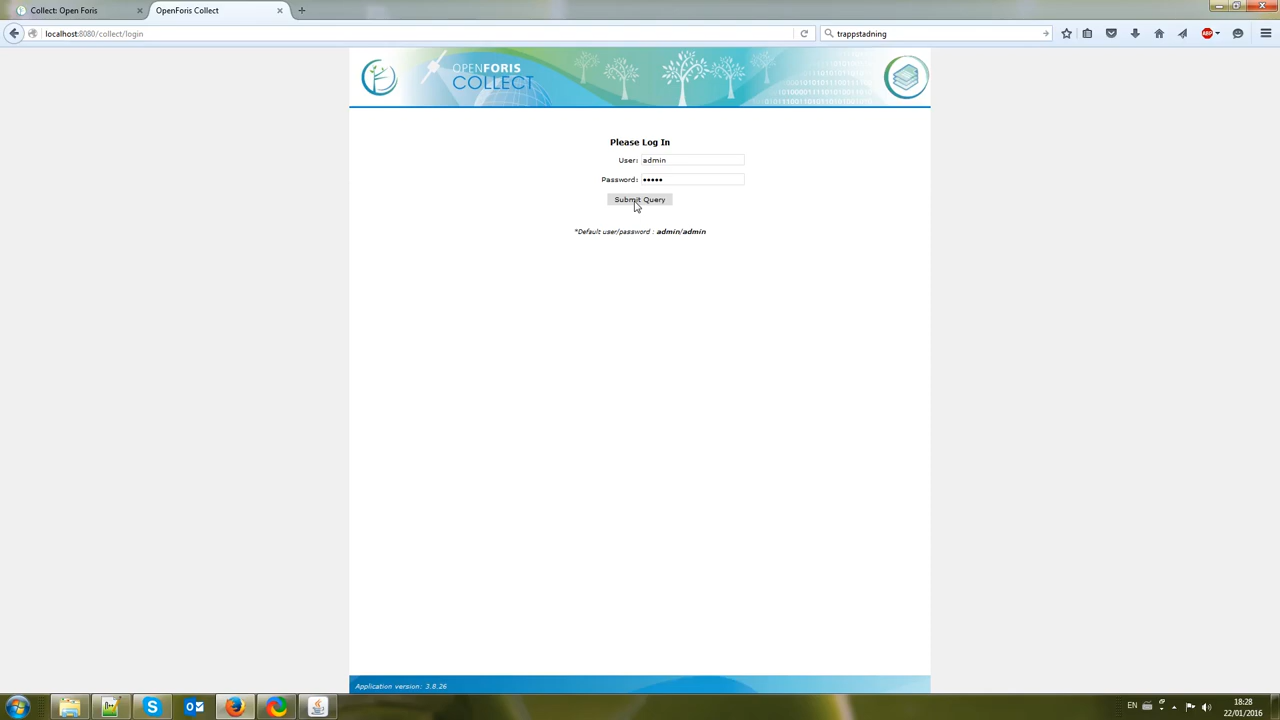 Collect: Open Foris
OpenForis Collect
localhost:8080/collect/login
trappstadning
ABP
OPENFORIS
COLLECT
Please Log In
User: admin
Password: •••••
Submit Query
*Default user/password : admin/admin
Application version: 3.8.26
EN
18:28
22/01/2016